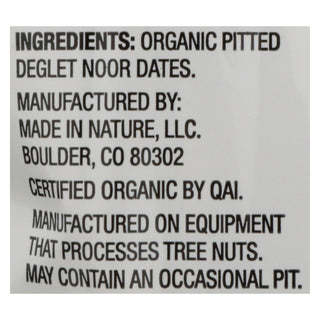 INGREDIENTS: ORGANIC PITTED
DEGLET NOOR DATES.
MANUFACTURED BY:
MADE IN NATURE, LLC.
BOULDER, CO 80302
CERTIFIED ORGANIC BY QAI.
MANUFACTURED ON EQUIPMENT
THAT PROCESSES TREE NUTS.
MAY CONTAIN AN OCCASIONAL PIT.